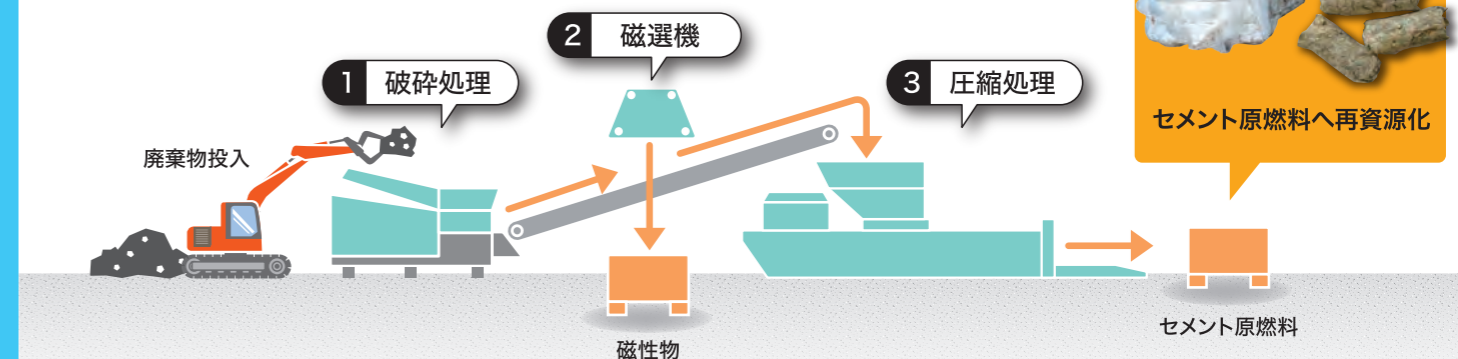 2 磁選機
1 破砕処理
3 圧縮処理
セメント原燃料へ再資源化
廃棄物投入
セメント原燃料
磁性物